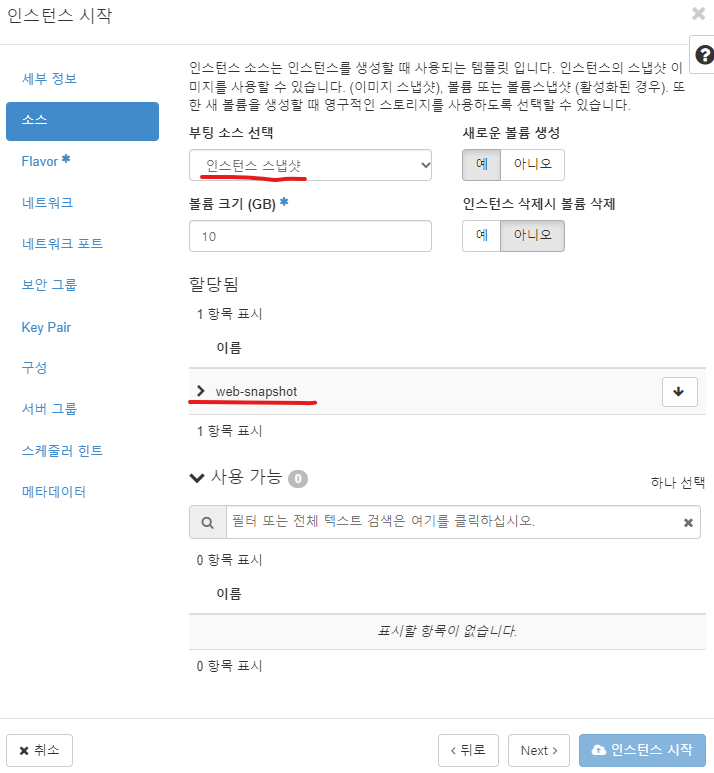 인스턴스 시작
세부 정보
소스
Flavor *
네트워크
네트워크 포트
보안 그룹
Key Pair
구성
서버 그룹
스케줄러 힌트
메타데이터
인스턴스 소스는 인스턴스를 생성할 때 사용되는 템플릿 입니다. 인스턴스의 스냅샷 이
미지를 사용할 수 있습니다. (이미지 스냅샷), 볼륨 또는 볼륨스냅샷 (활성화된 경우). 또
한 새 볼륨을 생성할 때 영구적인 스토리지를 사용하도록 선택할 수 있습니다.
부팅 소스 선택
인스턴스 스냅샷
새로운 볼륨 생성
예 아니오
볼륨 크기 (GB) *
10
인스턴스 삭제시 볼륨 삭제
예 아니오
할당됨
1 항목 표시
이름
web-snapshot
1 항목 표시
사용 가능 0
하나 선택
필터 또는 전체 텍스트 검색은 여기를 클릭하십시오.
0 항목 표시
이름
표시할 항목이 없습니다.
0 항목 표시
× 취소
< 뒤로
Next >
인스턴스 시작